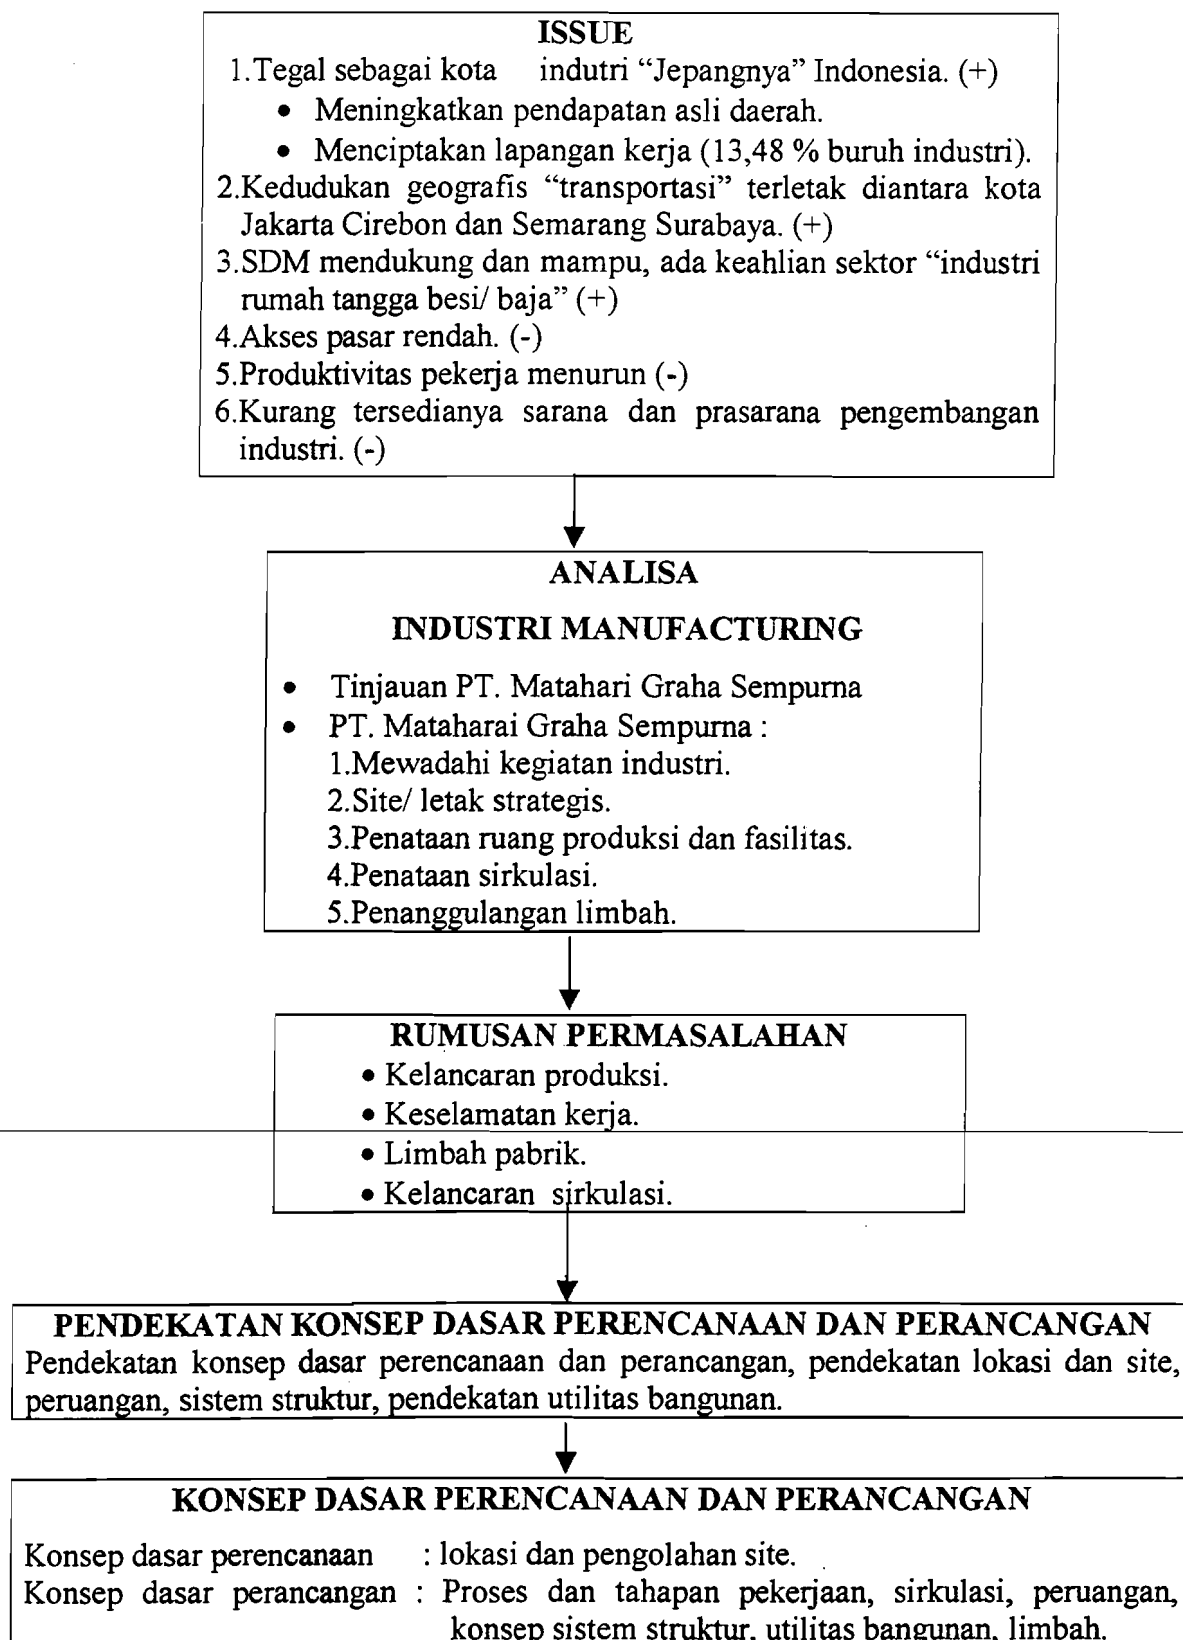 ISSUE
1.Tegal sebagai kota indutri “Jepangnya” Indonesia. (+)
• Meningkatkan pendapatan asli daerah.
• Menciptakan lapangan kerja (13,48 % buruh industri).
2.Kedudukan geografis “transportasi” terletak diantara kota
Jakarta Cirebon dan Semarang Surabaya. (+)
3.SDM mendukung dan mampu, ada keahlian sektor “industri
rumah tangga besi/ baja” (+)
4.Akses pasar rendah. (-)
5.Produktivitas pekerja menurun (-)
6.Kurang tersedianya sarana dan prasarana pengembangan
industri. (-)
ANALISA
INDUSTRI MANUFACTURING
• Tinjauan PT. Matahari Graha Sempurna
• PT. Mataharai Graha Sempurna :
1.Mewadahi kegiatan industri.
2.Site/ letak strategis.
3.Penataan ruang produksi dan fasilitas.
4.Penataan sirkulasi.
5.Penanggulangan limbah.
RUMUSAN PERMASALAHAN
• Kelancaran produksi.
• Keselamatan kerja.
• Limbah pabrik.
• Kelancaran sirkulasi.
PENDEKATAN KONSEP DASAR PERENCANAAN DAN PERANCANGAN
Pendekatan konsep dasar perencanaan dan perancangan, pendekatan lokasi dan site,
peruangan, sistem struktur, pendekatan utilitas bangunan.
KONSEP DASAR PERENCANAAN DAN PERANCANGAN
Konsep dasar perencanaan : lokasi dan pengolahan site.
Konsep dasar perancangan : Proses dan tahapan pekerjaan, sirkulasi, peruangan,
konsep sistem struktur, utilitas bangunan, limbah.